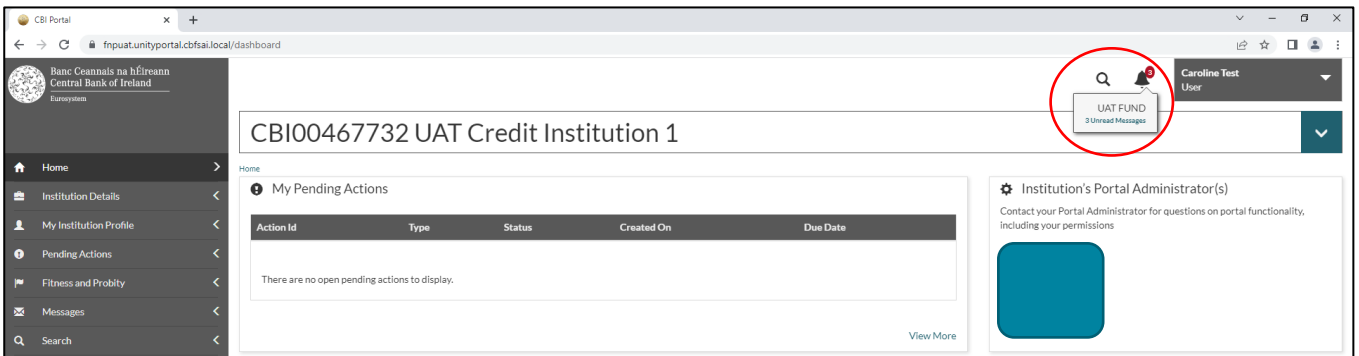 CBI Portal
fnpuat.unityportal.cbfsai.local/dashboard
Banc Ceannais na hÉireann
Central Bank of Ireland
Eurosystem
3
Caroline Test
User
UAT FUND
3 Unread Messages
CBI00467732 UAT Credit Institution 1
Home
Institution Details
My Institution Profile
Pending Actions
Fitness and Probity
Messages
Search
Home
My Pending Actions
Action Id Type Status Created On Due Date
There are no open pending actions to display.
View More
Institution's Portal Administrator(s)
Contact your Portal Administrator for questions on portal functionality,
including your permissions